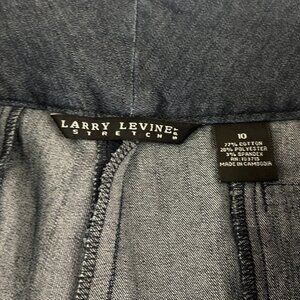 LARRY LEVINE
STRETCH
10
77% COTTON
20% POLYESTER
3% SPANDEX
MADE IN CAMBODIA